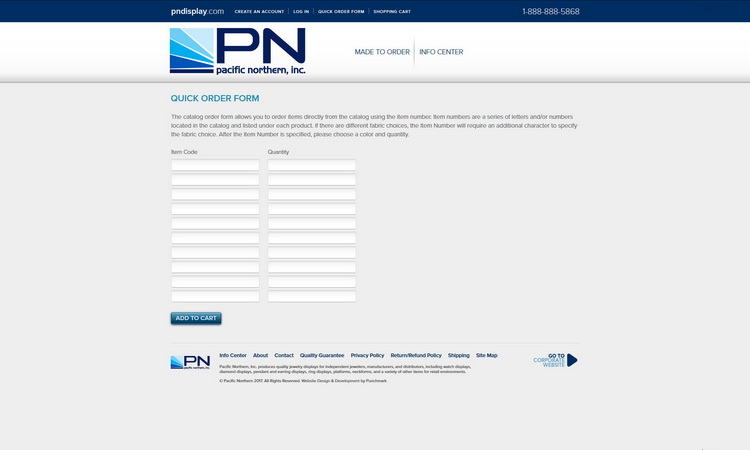 pndisplay.com
CREATE AN ACCOUNT
LOG IN
QUICK ORDER FORM
SHOPPING CART
1-888-888-5868
PN
pacific northern, inc.
MADE TO ORDER
INFO CENTER
QUICK ORDER FORM
The catalog order form allows you to order items directly from the catalog using the item number. Item numbers are a series of letters and/or numbers
located in the catalog and listed under each product. If there are different fabric choices, the Item Number will require an additional character to specify
the fabric choice. After the Item Number is specified, please choose a color and quantity.
Item Code
Quantity
ADD TO CART
PN
pacific northern, inc.
Info Center
About
Contact
Quality Guarantee
Privacy Policy
Return/Refund Policy
Shipping
Site Map
Pacific Northern, Inc. produces quality jewelry displays for independent jewelers, manufacturers, and distributors, including watch displays,
diamond displays, pendant and earring displays, ring displays, platforms, neckforms, and a variety of other items for retail environments.
© Pacific Northern 2017. All Rights Reserved. Website Design & Development by Punchmark
GO TO
CORPORATE
WEBSITE